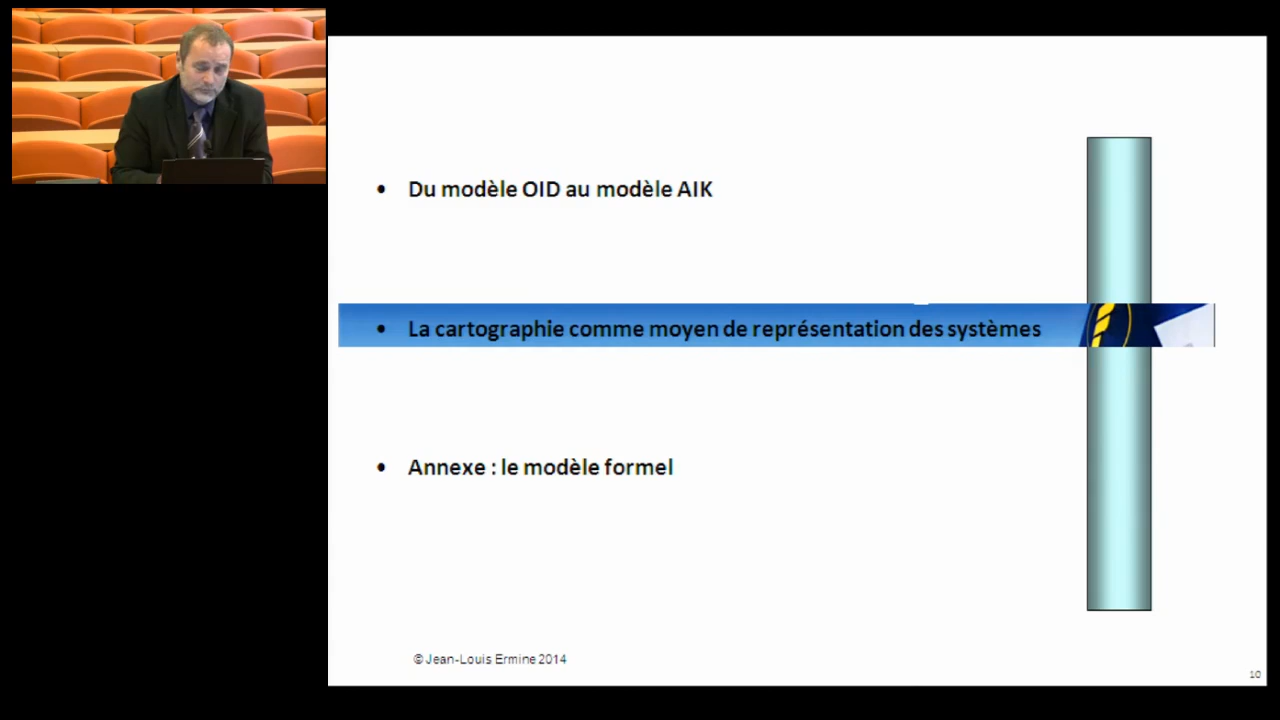 • Du modèle OID au modèle AIK
• La cartographie comme moyen de représentation des systèmes
• Annexe : le modèle formel
© Jean-Louis Ermine 2014
10